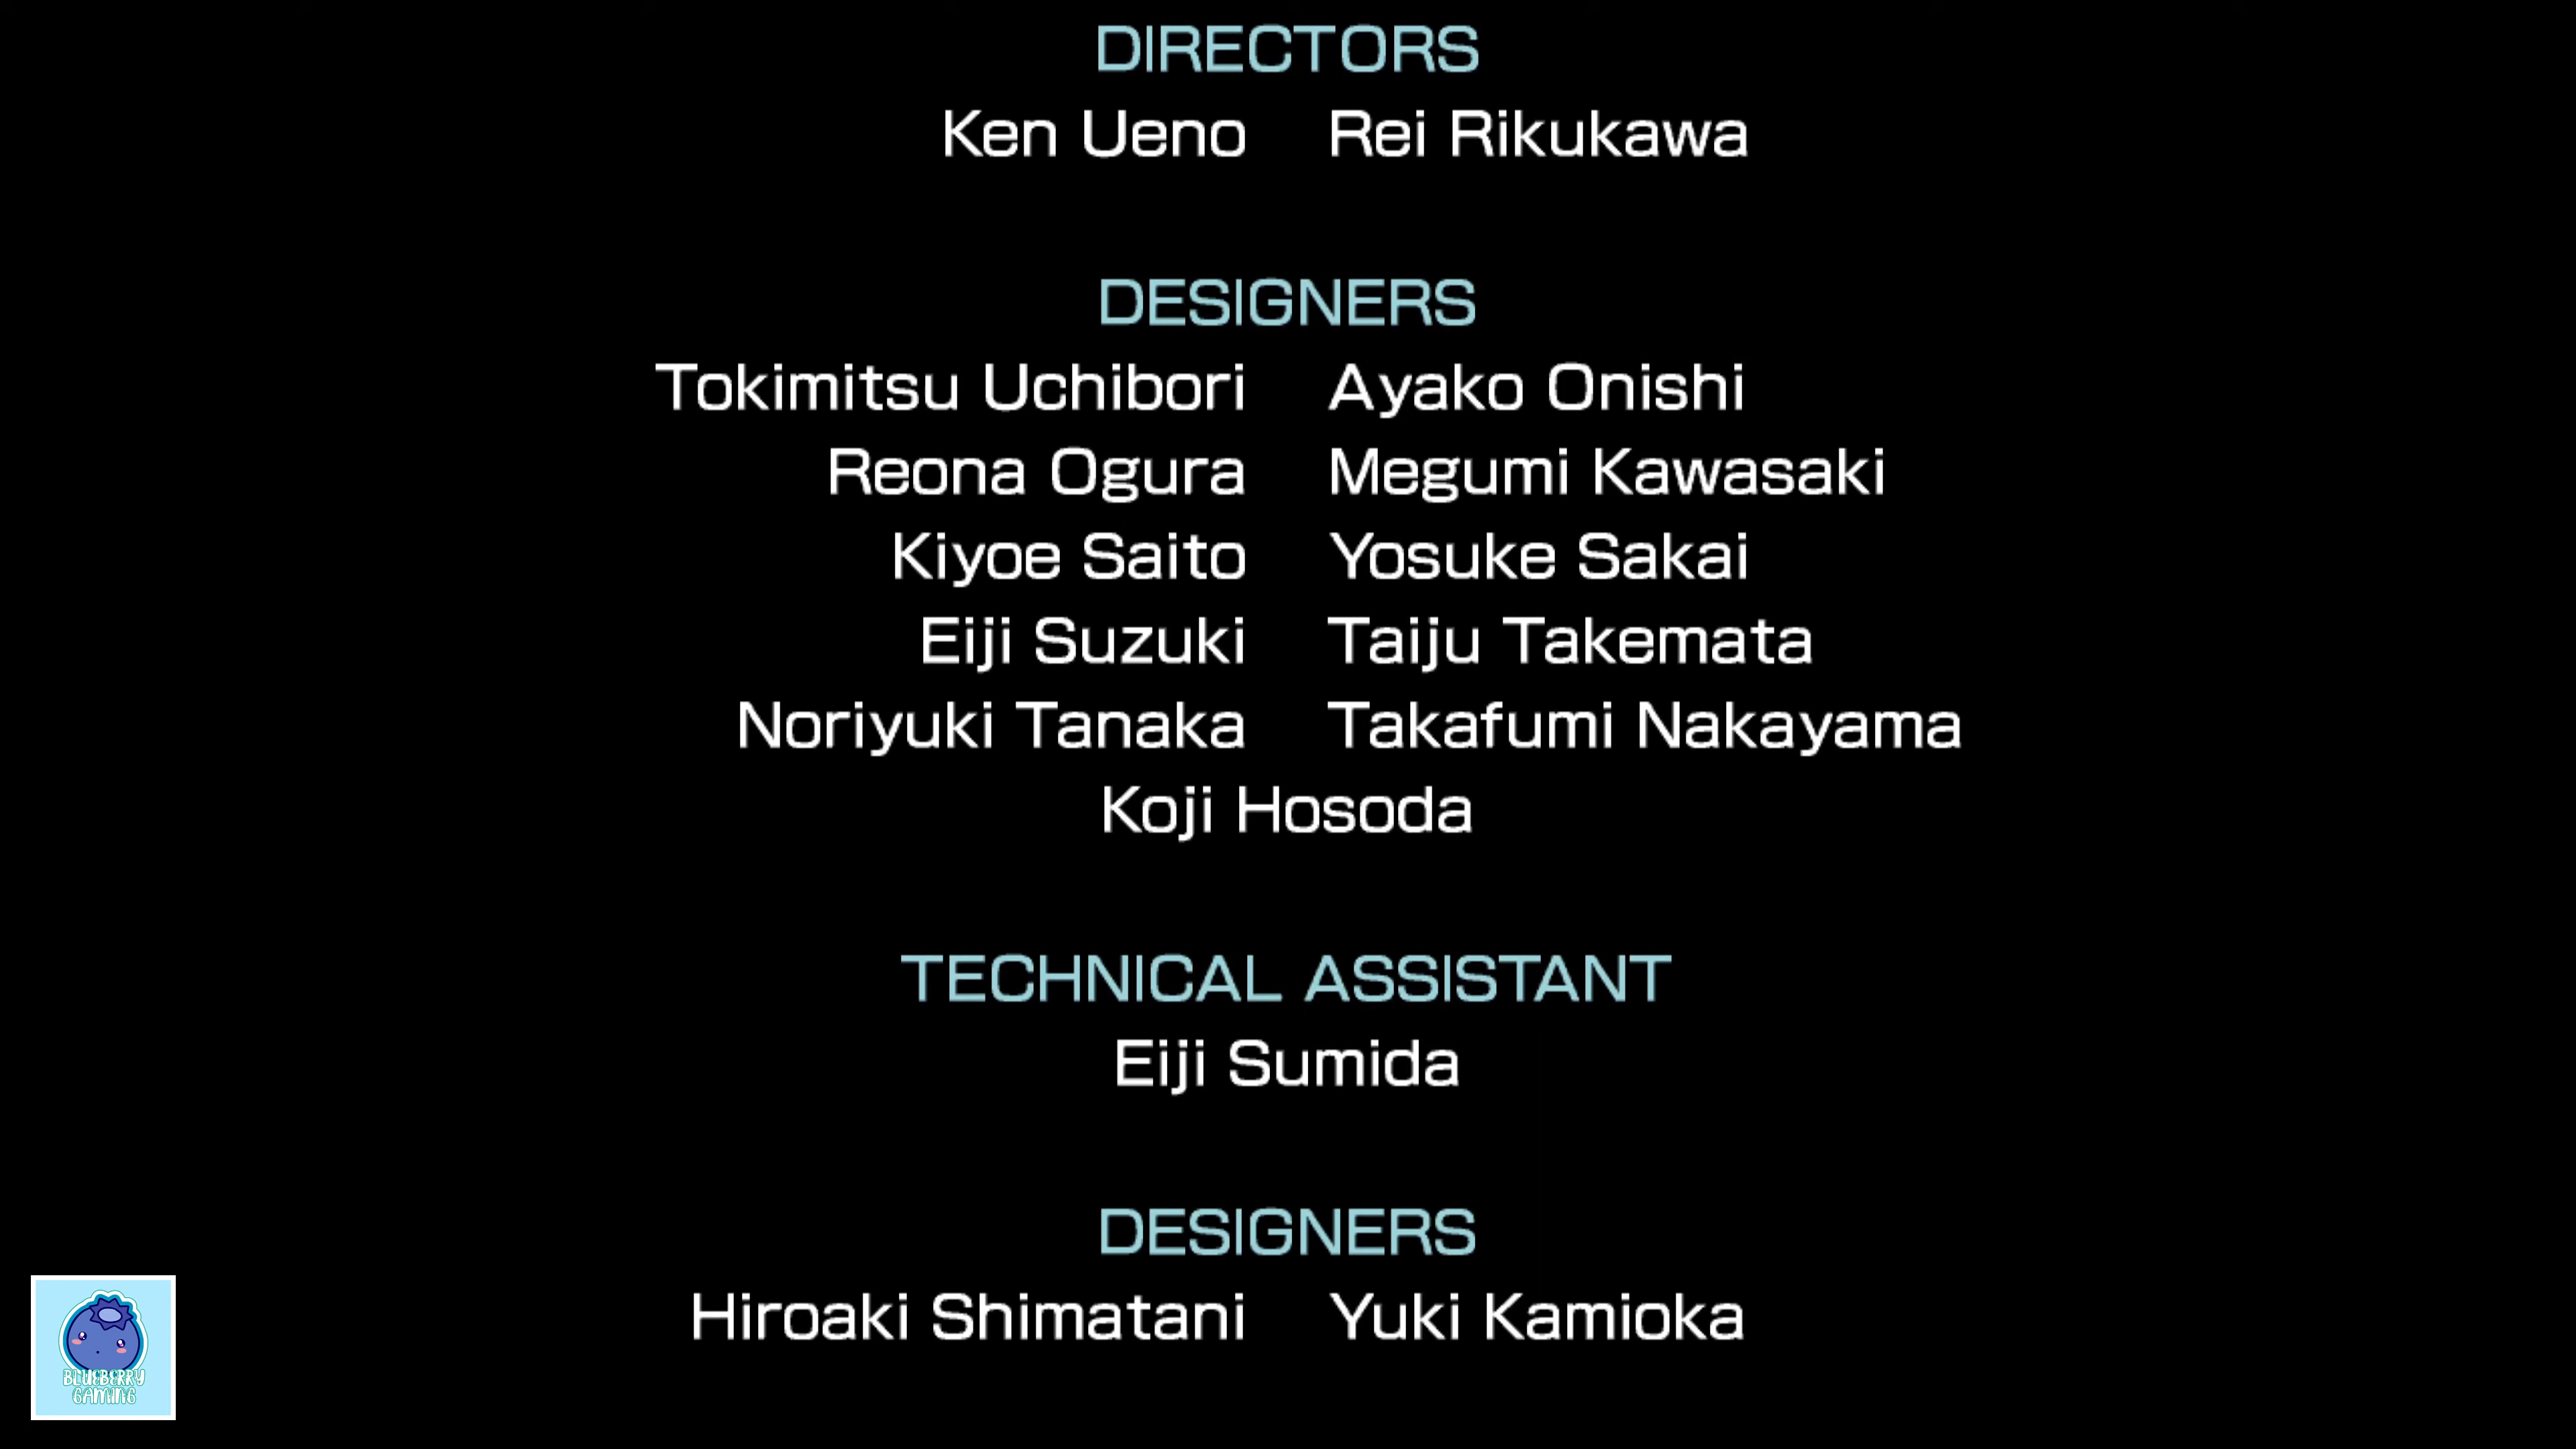 DIRECTORS
Ken Ueno Rei Rikukawa
DESIGNERS
Tokimitsu Uchibori Ayako Onishi
Reona Ogura Megumi Kawasaki
Kiyoe Saito Yosuke Sakai
Eiji Suzuki Taiju Takemata
Noriyuki Tanaka Takafumi Nakayama
Koji Hosoda
TECHNICAL ASSISTANT
Eiji Sumida
DESIGNERS
Hiroaki Shimatani Yuki Kamioka
BLUEBERRY
GAMING